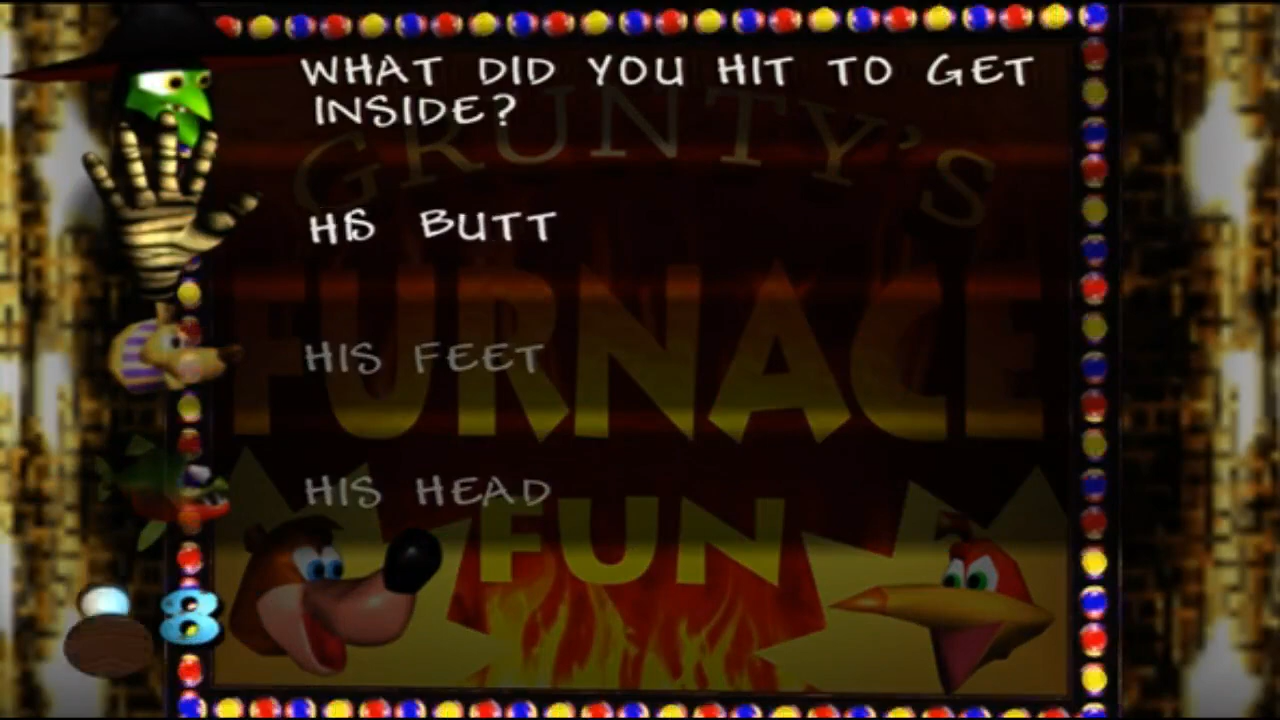 WHAT DID YOU HIT TO GET
INSIDE?
GRUNTY'S
HIS BUTT
FURNACE
HIS FEET
HIS HEAD
FUN
8